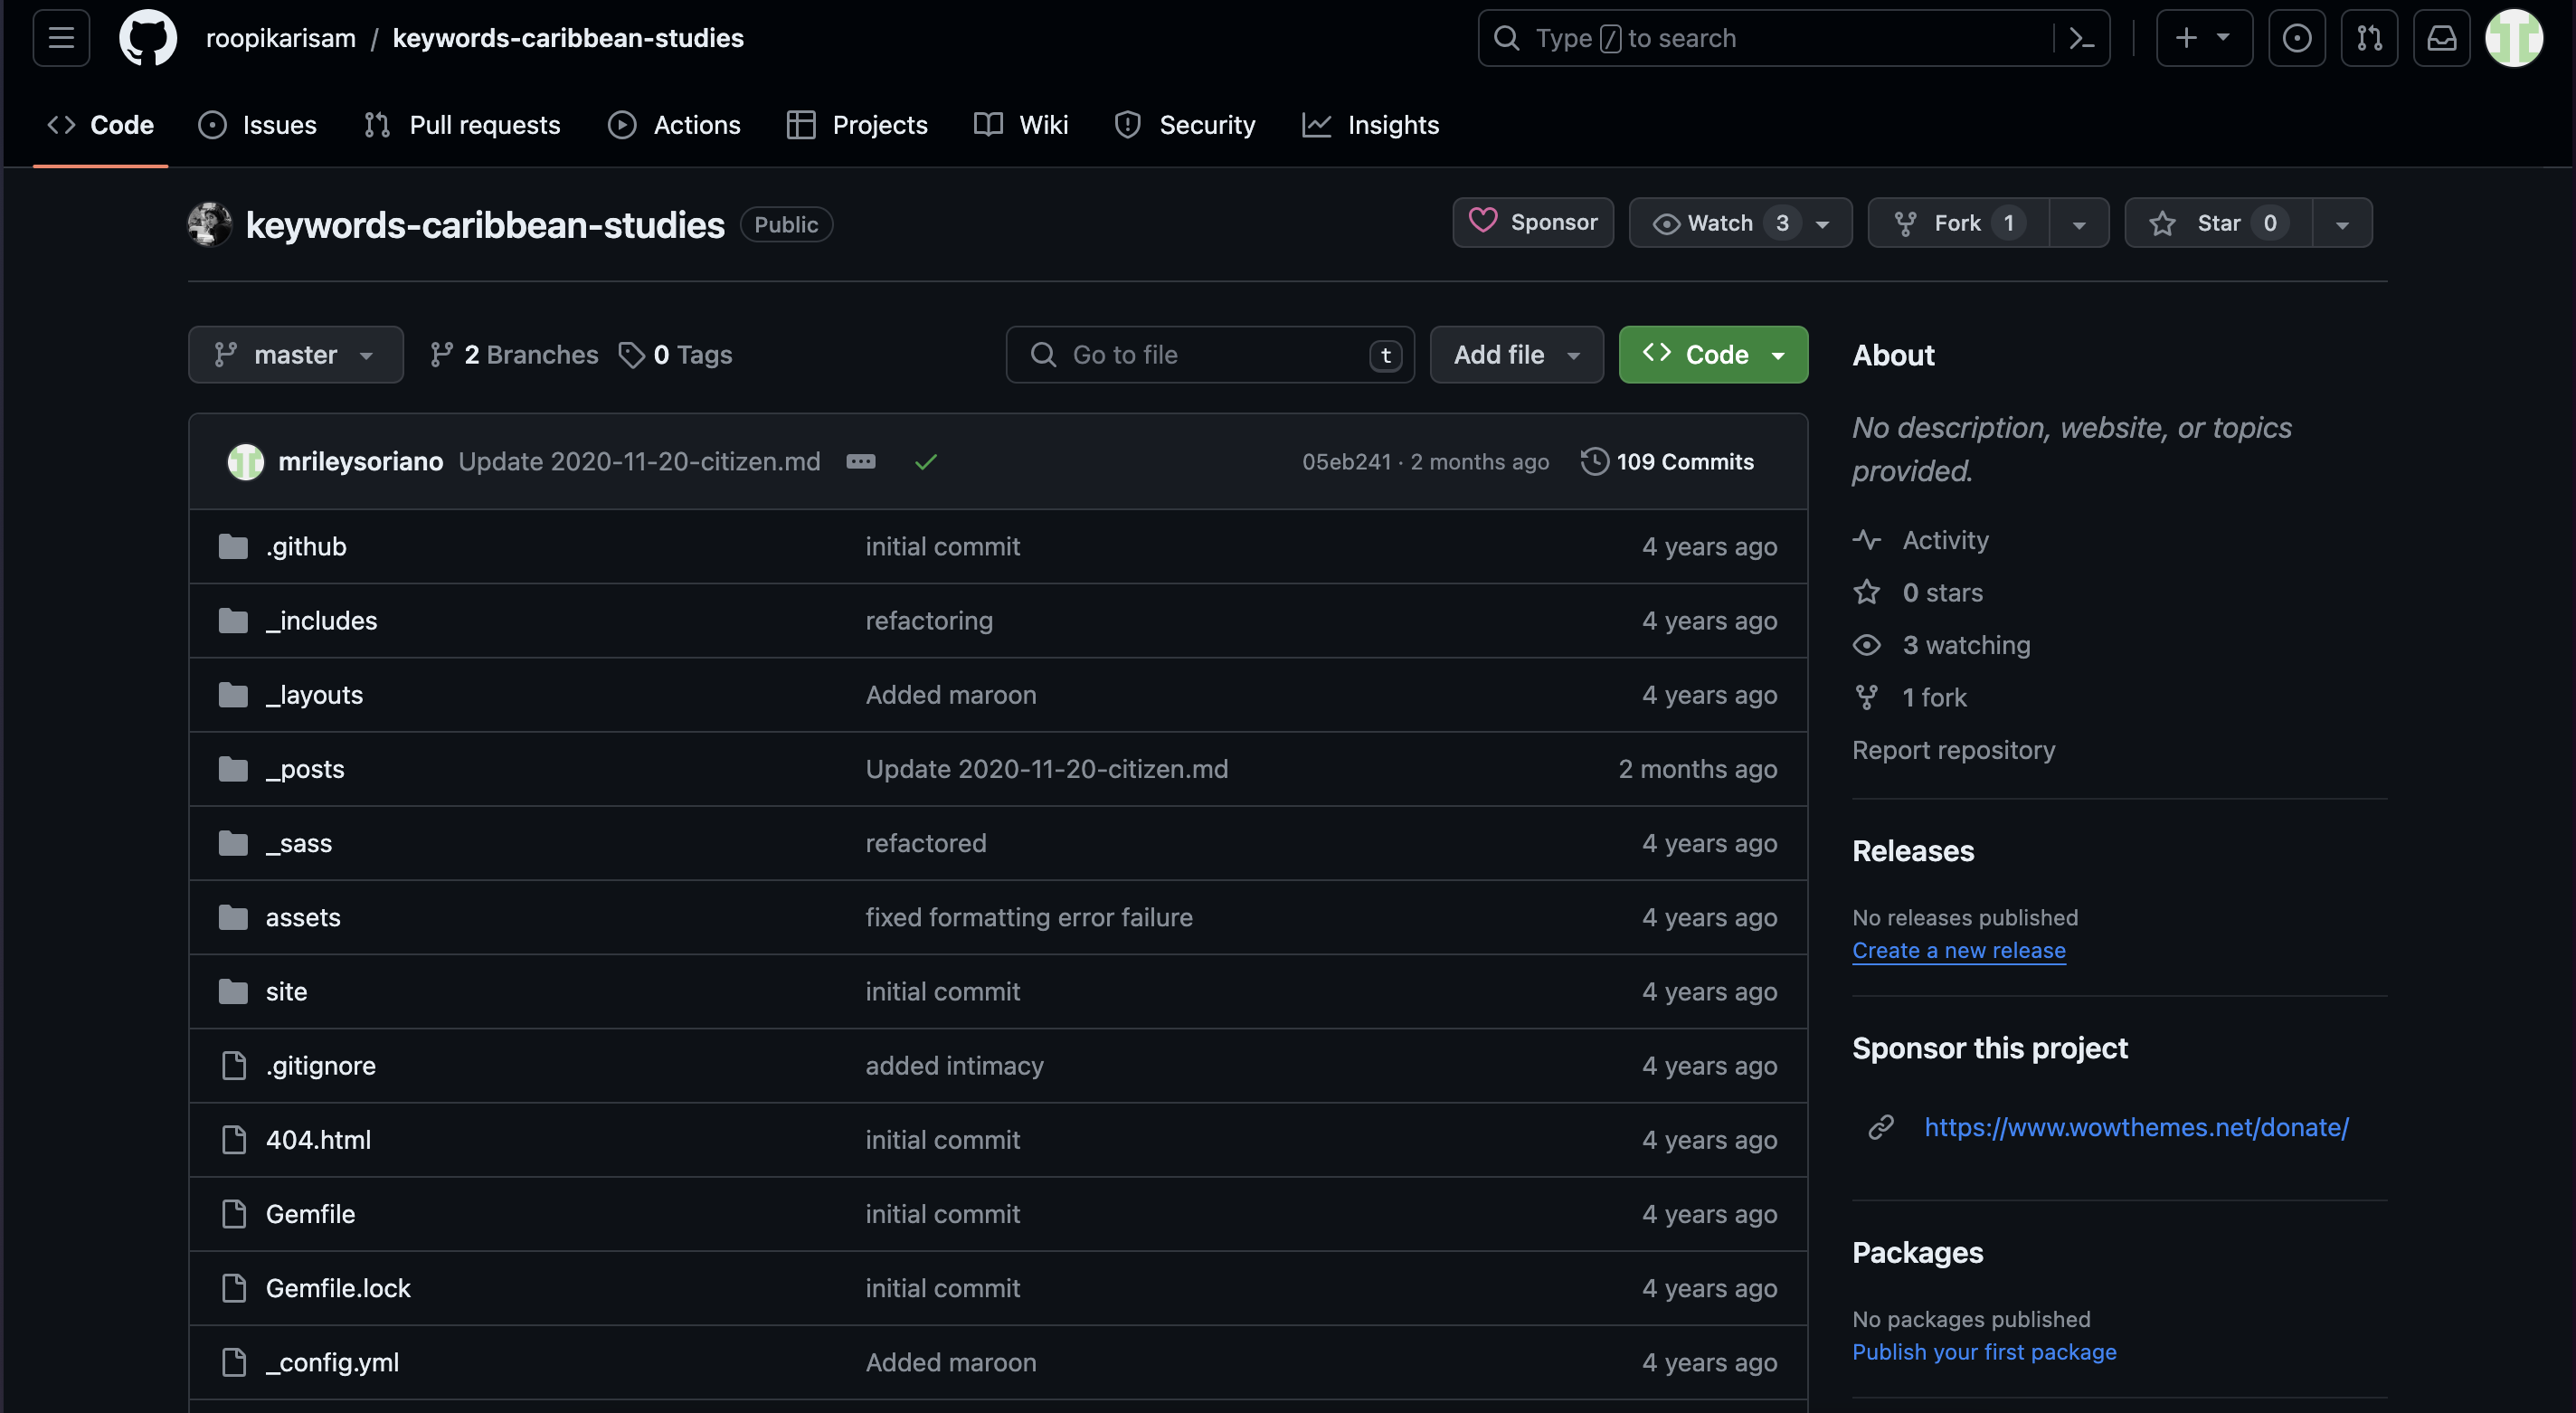 roopikarisam / keywords-caribbean-studies
Type / to search
Code Issues Pull requests Actions Projects Wiki Security Insights
keywords-caribbean-studies Public
Sponsor Watch 3 Fork 1 Star 0
master 2 Branches 0 Tags
Go to file t Add file Code
mrileysoriano Update 2020-11-20-citizen.md 05eb241 · 2 months ago 109 Commits
.github initial commit 4 years ago
_includes refactoring 4 years ago
_layouts Added maroon 4 years ago
_posts Update 2020-11-20-citizen.md 2 months ago
_sass refactored 4 years ago
assets fixed formatting error failure 4 years ago
site initial commit 4 years ago
.gitignore added intimacy 4 years ago
404.html initial commit 4 years ago
Gemfile initial commit 4 years ago
Gemfile.lock initial commit 4 years ago
_config.yml Added maroon 4 years ago
About
No description, website, or topics
provided.
Activity
0 stars
3 watching
1 fork
Report repository
Releases
No releases published
Create a new release
Sponsor this project
https://www.wowthemes.net/donate/
Packages
No packages published
Publish your first package